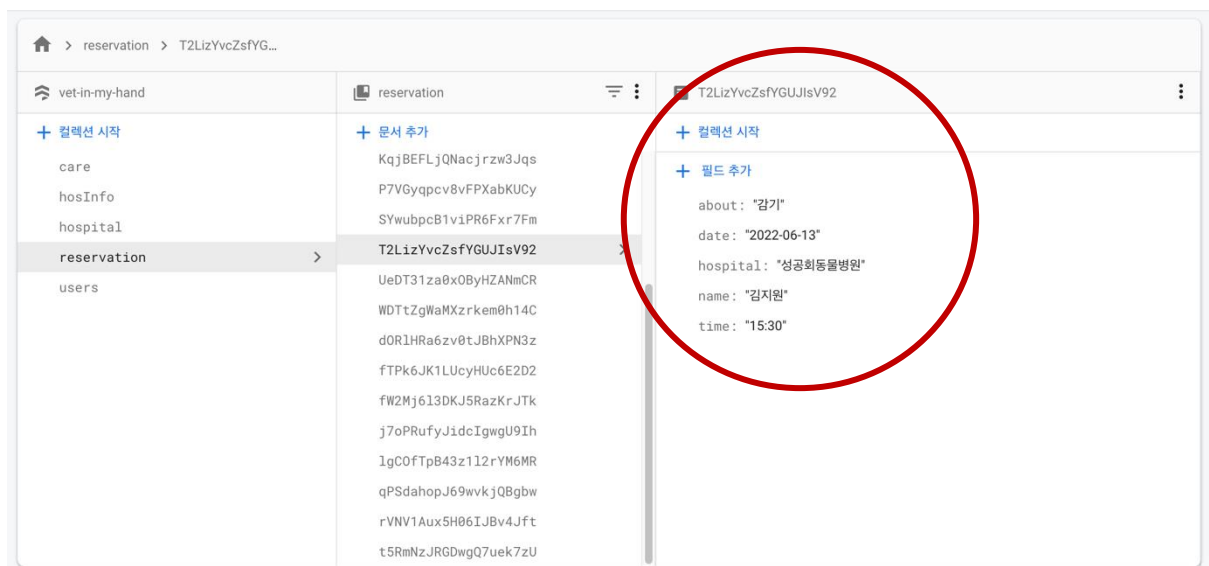 reservation > T2LizYvcZsfYG...
vet-in-my-hand
컬렉션 시작
care
hosInfo
hospital
reservation
users
reservation
문서 추가
KqjBEFLjQNacjrzw3Jqs
P7VGyqpcv8vFPXabKUCy
SYwubpcB1viPR6Fxr7Fm
T2LizYvcZsfYGUJIsV92
UeDT31za0xOByHZANmCR
WDTtZgWaMXzrkem0h14C
dORlHRa6zv0tJBhXPN3z
fTPk6JK1LUcyHUc6E2D2
fW2Mj6l3DKJ5RazKrJTk
j7oPRufyJidcIgwgU9Ih
lgCOfTpB43z1l2rYM6MR
qPSdahopJ69wvkjQBgbw
rVNV1Aux5H06IJBv4Jft
t5RmNzJRGDwgQ7uek7zU
T2LizYvcZsfYGUJIsV92
컬렉션 시작
필드 추가
about: "감기"
date: "2022-06-13"
hospital: "성공회동물병원"
name: "김지원"
time: "15:30"